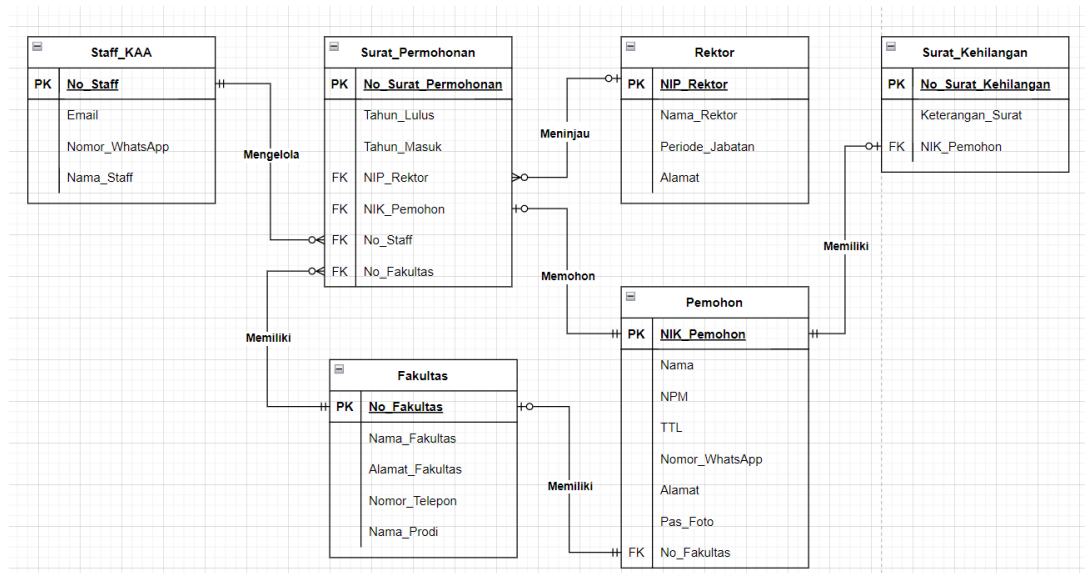 Staff_KAA
PK No_Staff
Email
Nomor_WhatsApp
Nama_Staff
Mengelola
Surat_Permohonan
PK No_Surat_Permohonan
Tahun_Lulus
Tahun_Masuk
FK NIP_Rektor
FK NIK_Pemohon
FK No_Staff
FK No_Fakultas
Meninjau
Rektor
PK NIP_Rektor
Nama_Rektor
Periode_Jabatan
Alamat
Surat_Kehilangan
PK No_Surat_Kehilangan
Keterangan_Surat
FK NIK_Pemohon
Memiliki
Memohon
Memiliki
Fakultas
PK No_Fakultas
Nama_Fakultas
Alamat_Fakultas
Nomor_Telepon
Nama_Prodi
Memiliki
Pemohon
PK NIK_Pemohon
Nama
NPM
TTL
Nomor_WhatsApp
Alamat
Pas_Foto
FK No_Fakultas